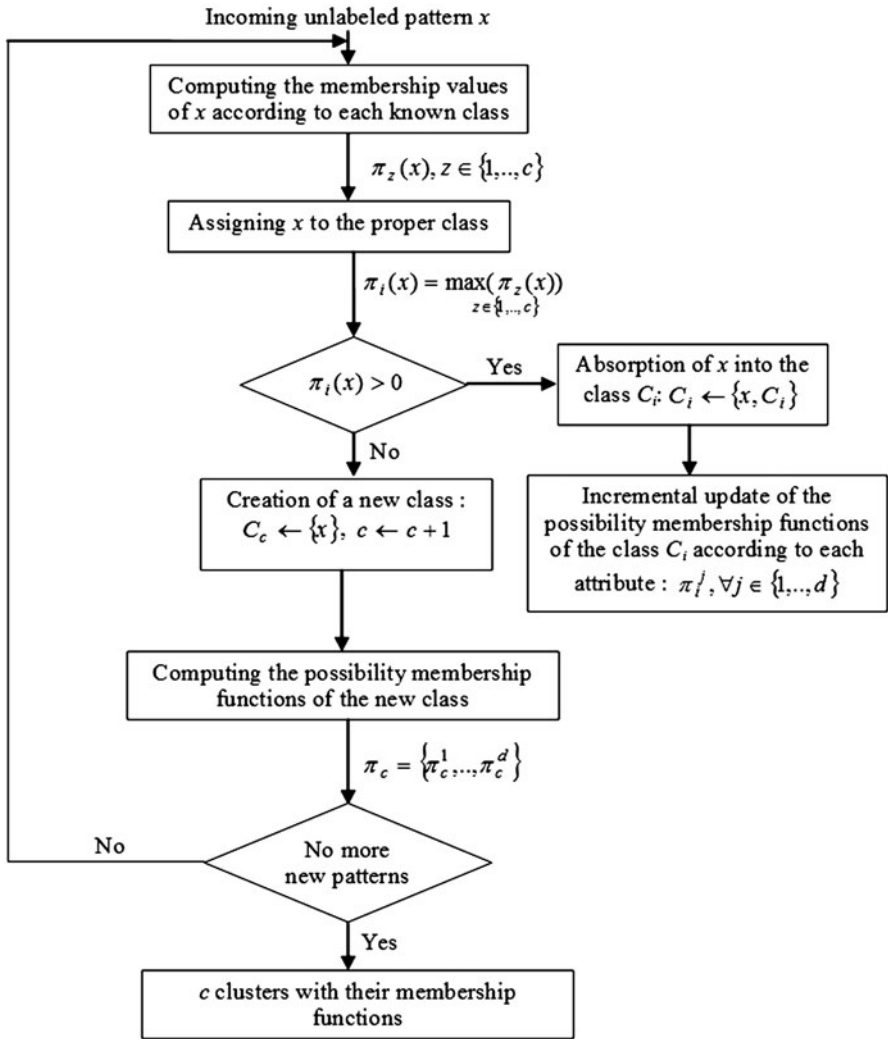 Incoming unlabeled pattern x
Computing the membership values
of x according to each known class
π_z(x), z ∈ {1,..,c}
Assigning x to the proper class
π_i(x) = max(π_z(x))
z∈{1,..,c}
π_i(x) > 0
Yes
Absorption of x into the
class C_i: C_i ← {x, C_i}
No
Incremental update of the
possibility membership functions
of the class C_i according to each
attribute : π_i^j, ∀j ∈ {1,..,d}
Creation of a new class :
C_c ← {x}, c ← c + 1
Computing the possibility membership
functions of the new class
π_c = {π_c^1,..,π_c^d}
No
No more
new patterns
Yes
c clusters with their membership
functions